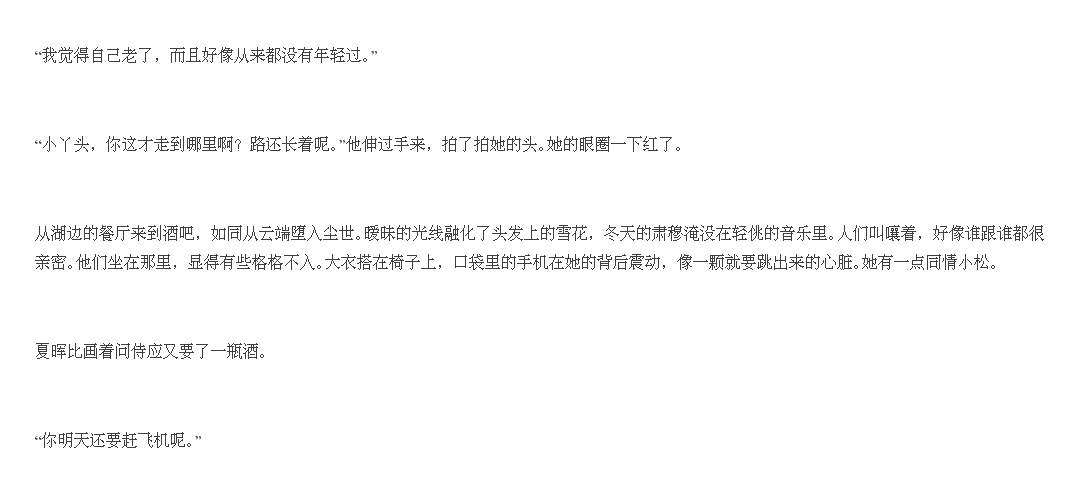 “我觉得自己老了，而且好像从来都没有年轻过。”
“小丫头，你这才走到哪里啊？路还长着呢。”他伸过手来，拍了拍她的头。她的眼圈一下红了。
从湖边的餐厅来到酒吧，如同从云端堕入尘世。暧昧的光线融化了头发上的雪花，冬天的肃穆淹没在轻佻的音乐里。人们叫嚷着，好像谁跟谁都很
亲密。他们坐在那里，显得有些格格不入。大衣搭在椅子上，口袋里的手机在她的背后震动，像一颗就要跳出来的心脏。她有一点同情小松。
夏晖比画着问侍应又要了一瓶酒。
“你明天还要赶飞机呢。”